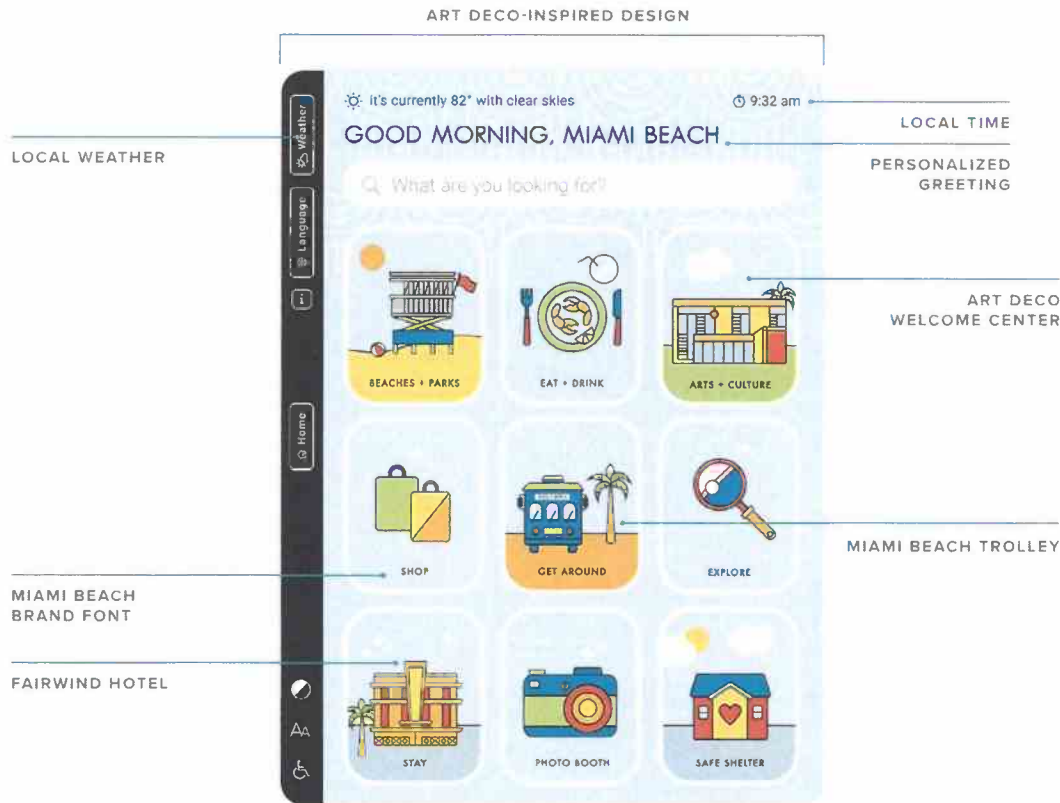 ART DECO-INSPIRED DESIGN
it's currently 82° with clear skies
9:32 am
GOOD MORNING, MIAMI BEACH
What are you looking for?
Weather
Language
i
Home
AA
LOCAL WEATHER
LOCAL TIME
PERSONALIZED
GREETING
BEACHES + PARKS
EAT + DRINK
ARTS + CULTURE
ART DECO
WELCOME CENTER
SHOP
GET AROUND
EXPLORE
MIAMI BEACH TROLLEY
MIAMI BEACH
BRAND FONT
FAIRWIND HOTEL
STAY
PHOTO BOOTH
SAFE SHELTER